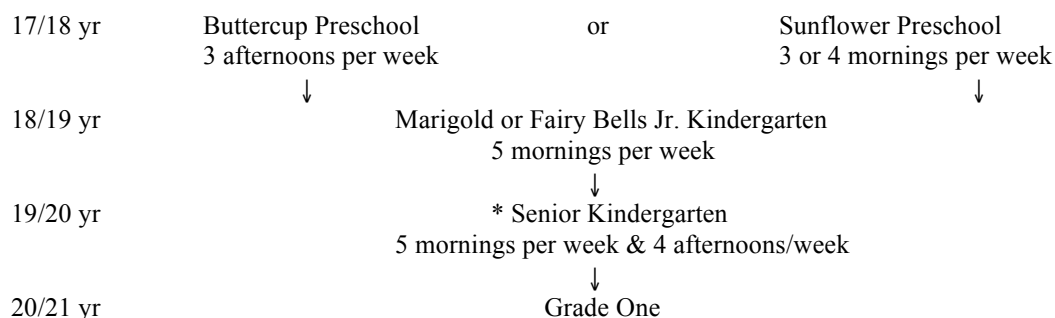 17/18 yr Buttercup Preschool or Sunflower Preschool
3 afternoons per week 3 or 4 mornings per week
↓ ↓
18/19 yr Marigold or Fairy Bells Jr. Kindergarten
5 mornings per week
↓
19/20 yr * Senior Kindergarten
5 mornings per week & 4 afternoons/week
↓
20/21 yr Grade One